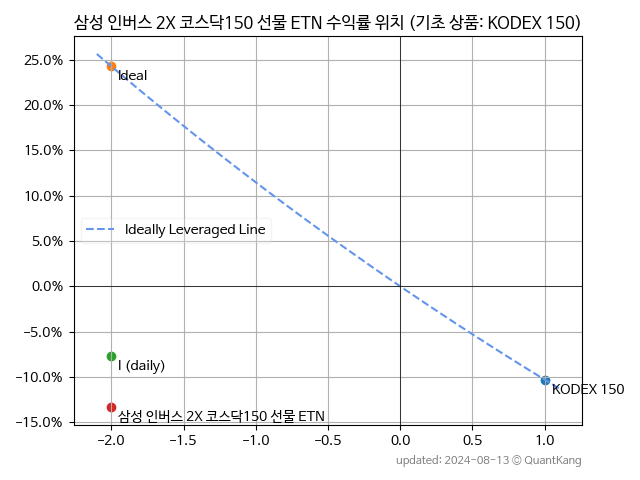 삼성 인버스 2X 코스닥150 선물 ETN 수익률 위치 (기초 상품: KODEX 150)
25.0%
Ideal
20.0%
15.0%
10.0%
Ideally Leveraged Line
5.0%
0.0%
−5.0%
I (daily)
−10.0%
KODEX 150
삼성 인버스 2X 코스닥150 선물 ETN
−15.0%
−2.0 −1.5 −1.0 −0.5 0.0 0.5 1.0
updated: 2024-08-13 © QuantKang